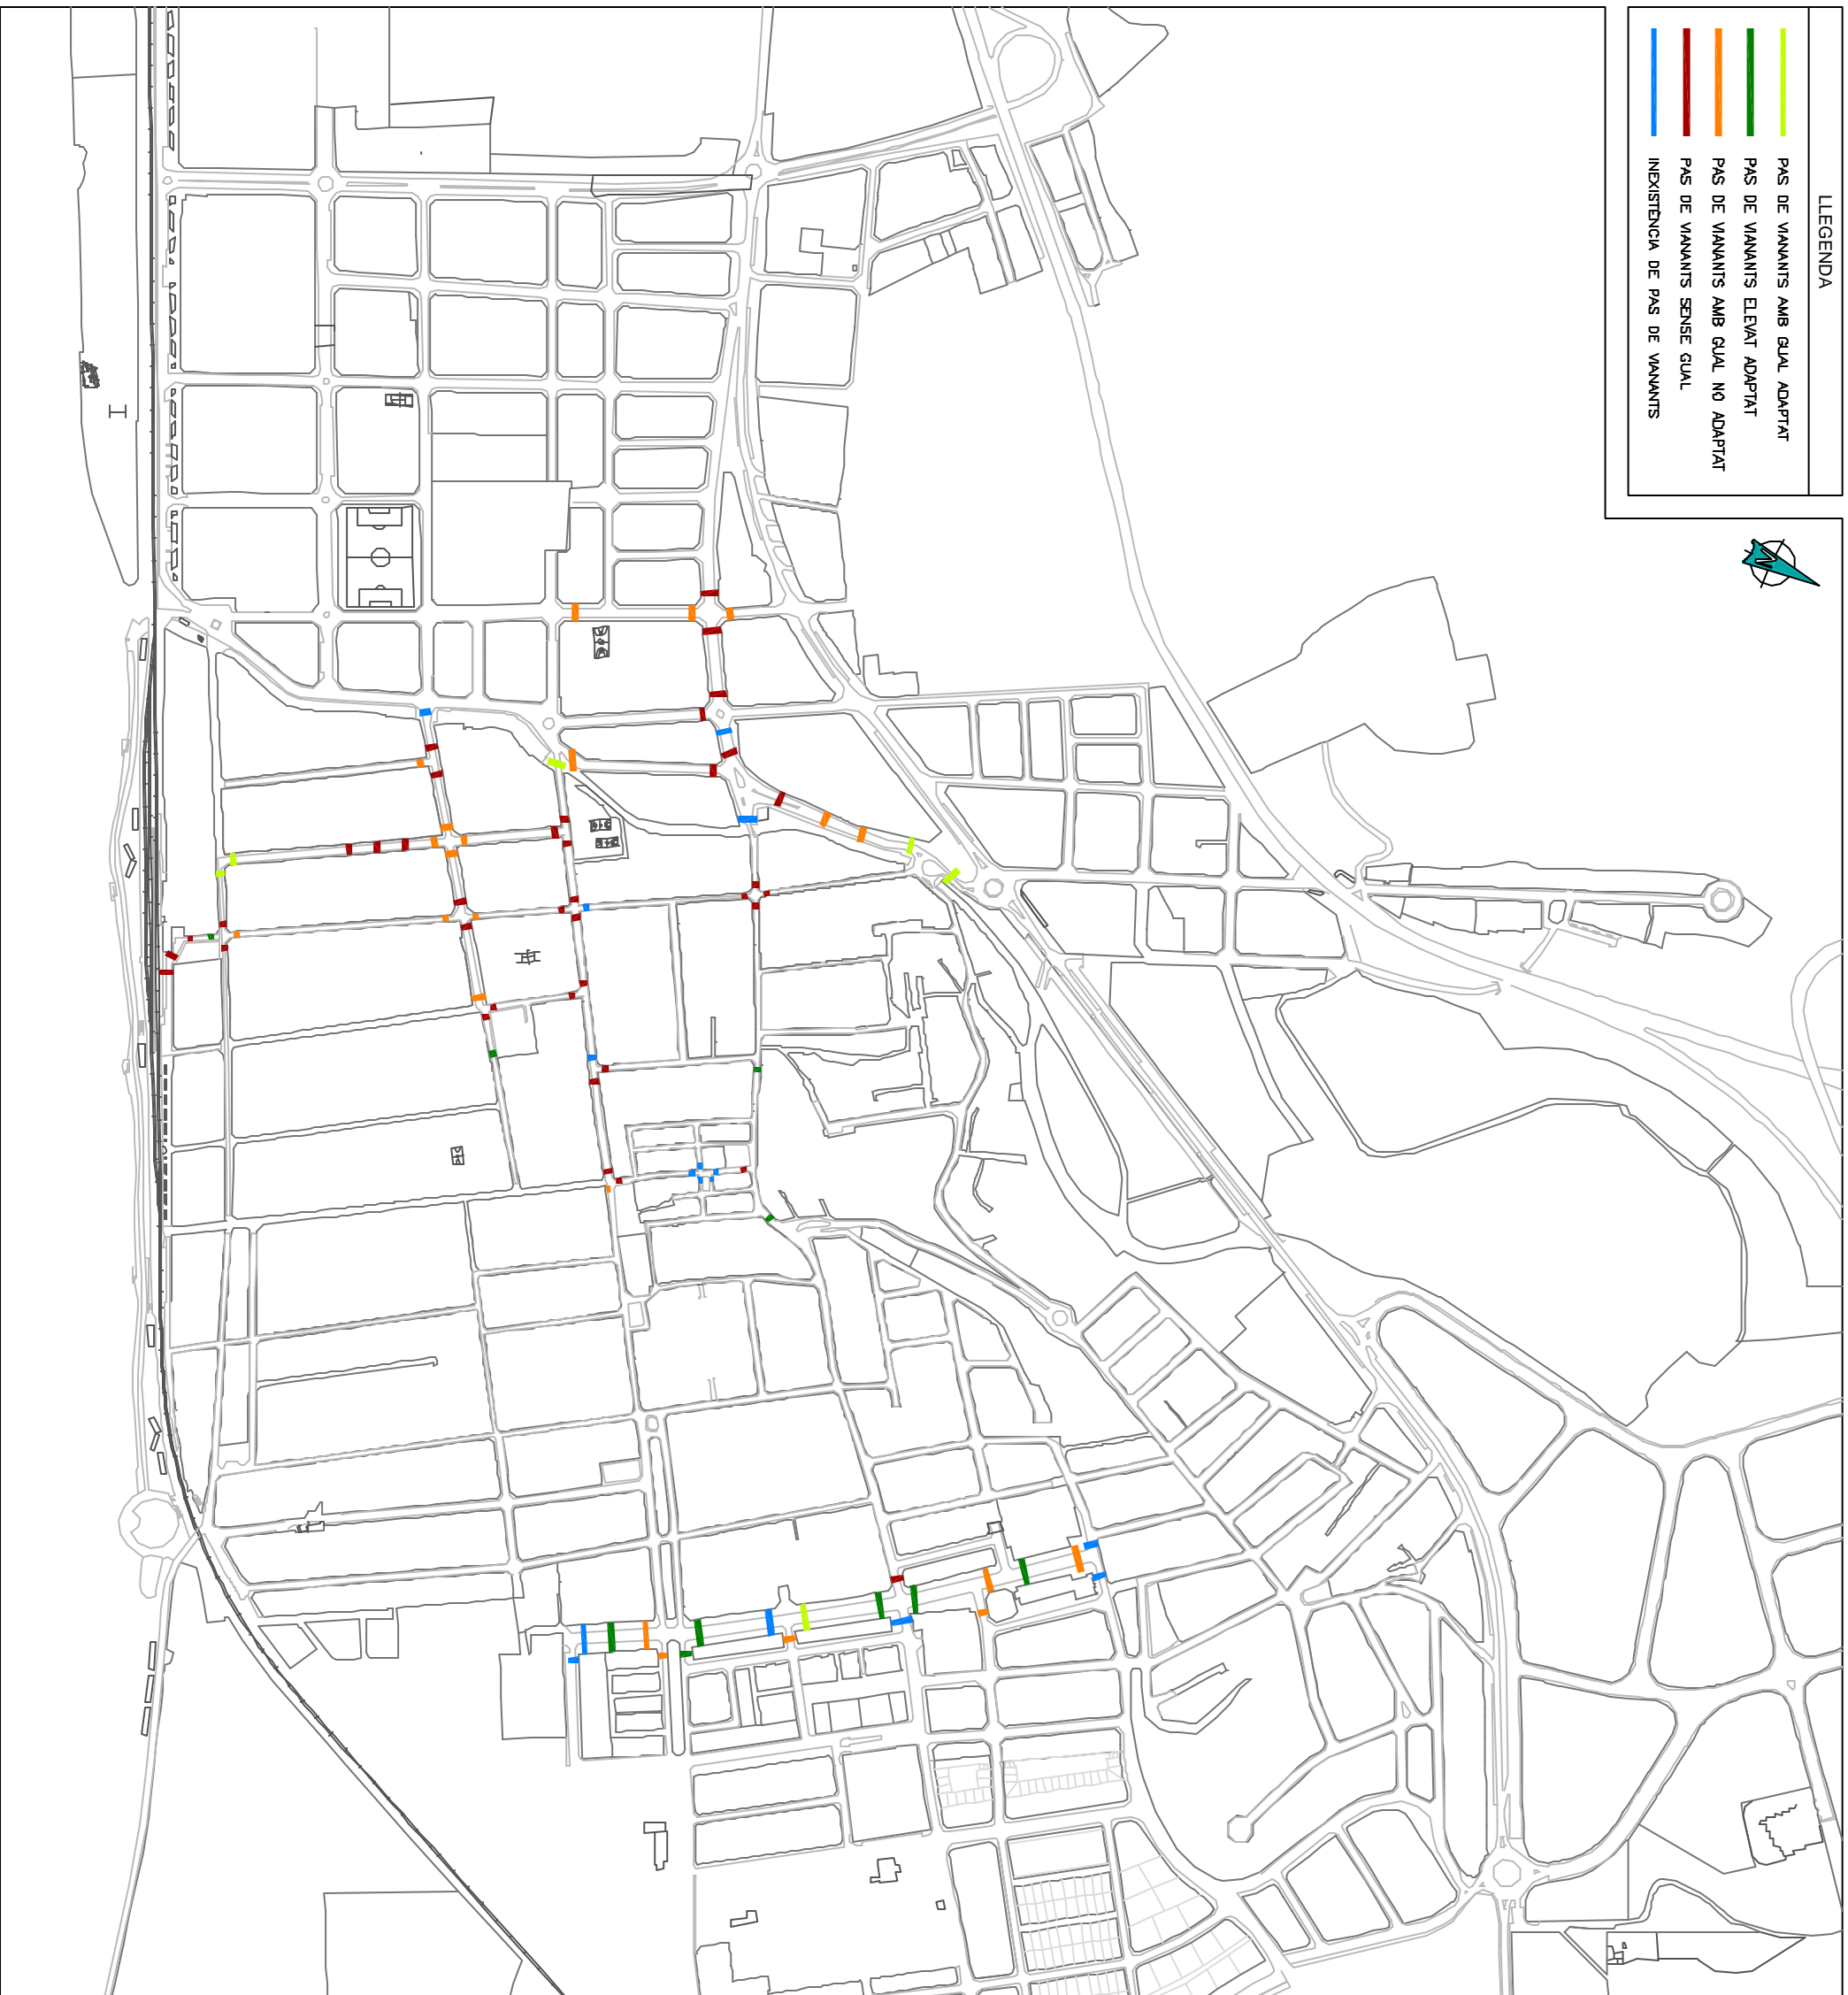 LLEGENDA
PAS DE VIANANTS AMB GUAL ADAPTAT
PAS DE VIANANTS ELEVAT ADAPTAT
PAS DE VIANANTS AMB GUAL NO ADAPTAT
PAS DE VIANANTS SENSE GUAL
INEXISTÈNCIA DE PAS DE VIANANTS